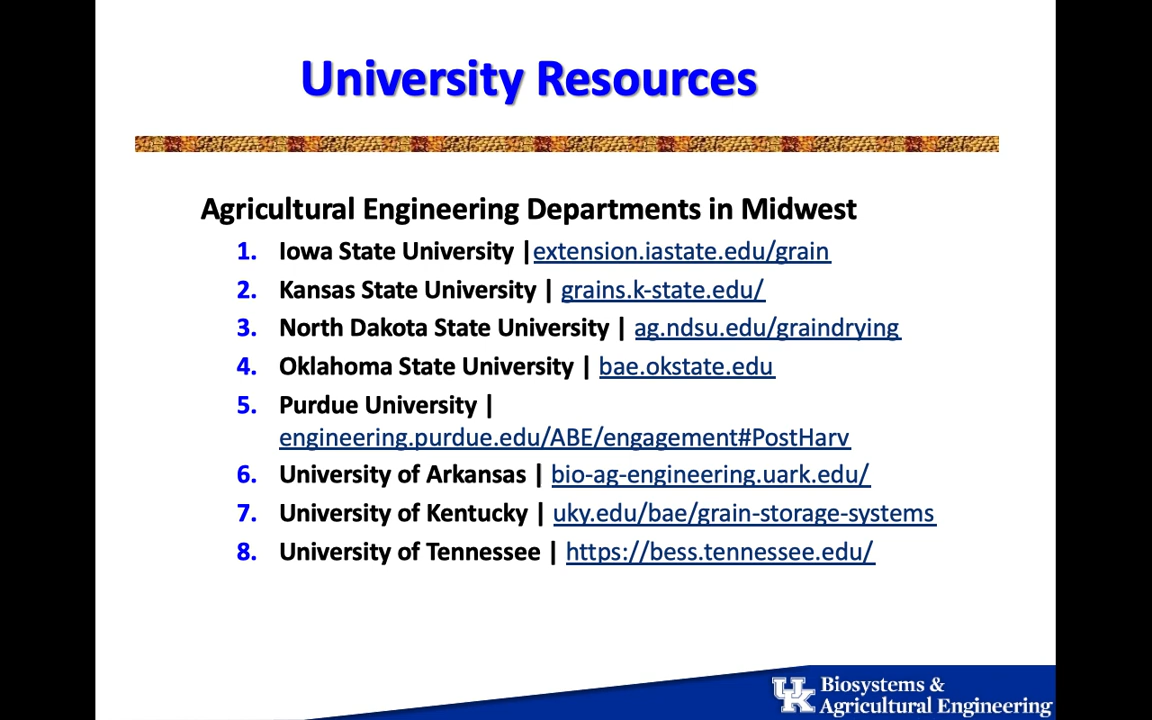 University Resources
Agricultural Engineering Departments in Midwest
1. Iowa State University |extension.iastate.edu/grain
2. Kansas State University | grains.k-state.edu/
3. North Dakota State University | ag.ndsu.edu/graindrying
4. Oklahoma State University | bae.okstate.edu
5. Purdue University |
engineering.purdue.edu/ABE/engagement#PostHarv
6. University of Arkansas | bio-ag-engineering.uark.edu/
7. University of Kentucky | uky.edu/bae/grain-storage-systems
8. University of Tennessee | https://bess.tennessee.edu/
UK Biosystems &
Agricultural Engineering